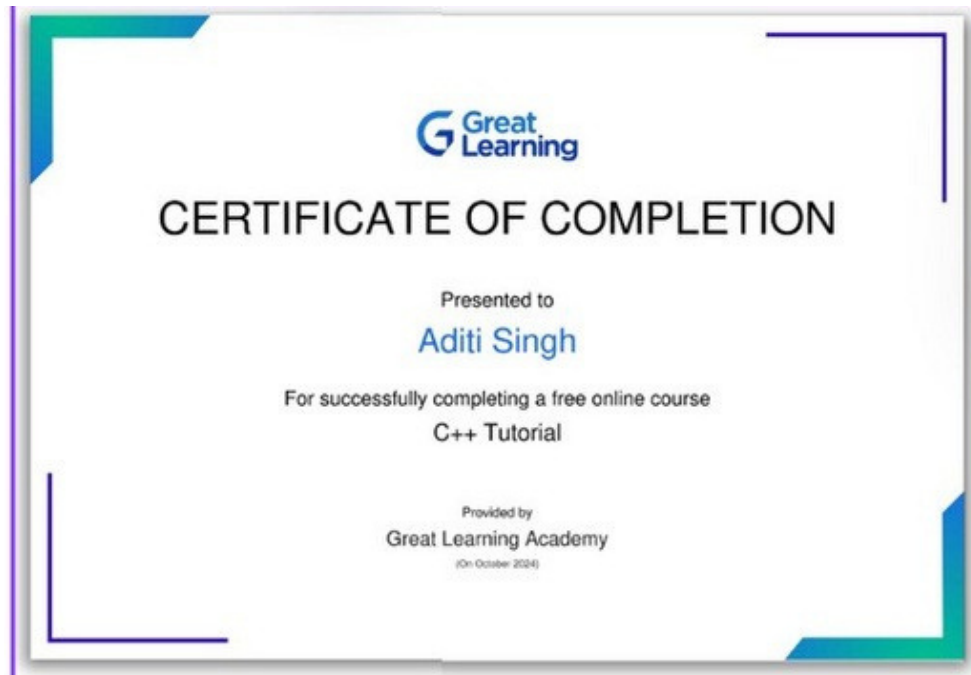 Great
Learning
CERTIFICATE OF COMPLETION
Presented to
Aditi Singh
For successfully completing a free online course
C++ Tutorial
Provided by
Great Learning Academy
(On October 2024)